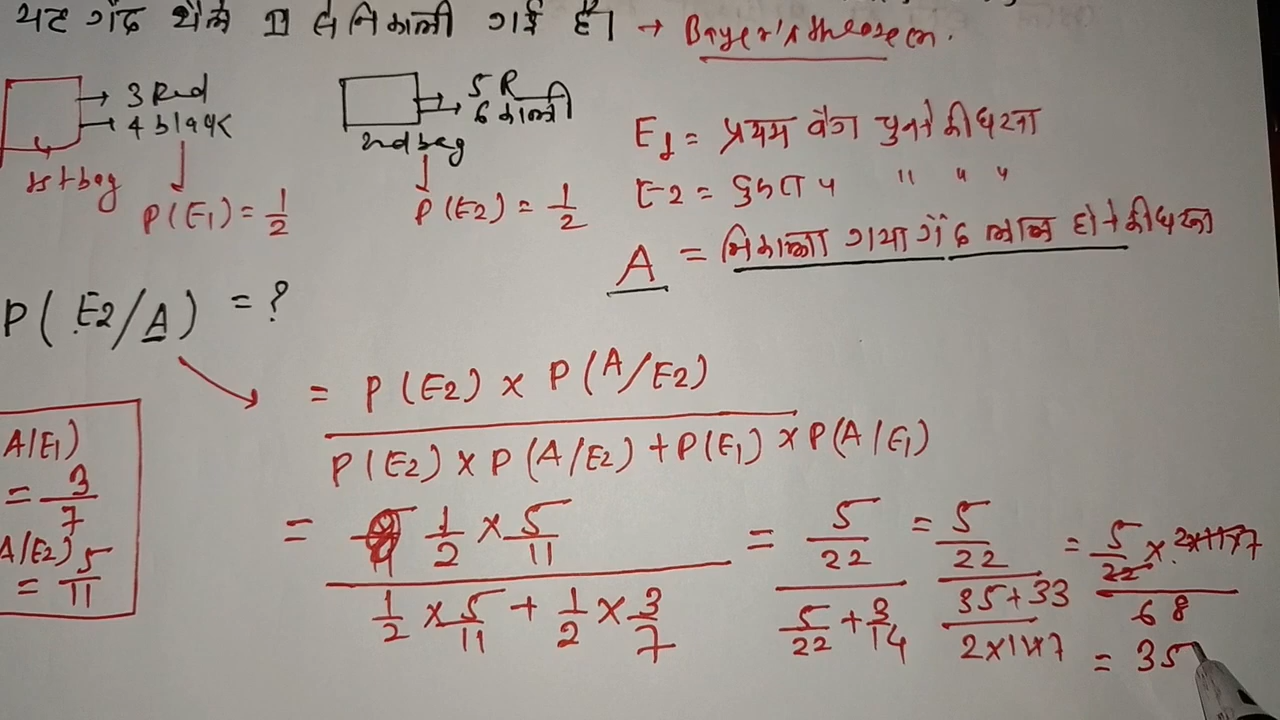 यह गेंद थैले II से निकाली गई है। → Bayer's theorem.
→ 3 Red
→ 4 black
1st bag
P(E1) = 1/2
→ 5 R
→ 6 काली
2nd bag
P(E2) = 1/2
E1 = प्रथम बैग चुनने की घटना
E2 = " " "
A = निकाला गया गेंद लाल होने की घटना
P(E2/A) = ?
= P(E2) × P(A/E2) / P(E2) × P(A/E2) + P(E1) × P(A/E1)
A/E1)
= 3/7
A/E2)
= 5/11
= 1/2 × 5/11 / 1/2 × 5/11 + 1/2 × 3/7 = 5/22 / 5/22 + 3/14 = 5/22 / 35+33/2×11×7 = 5/22 × 2×11×7 / 68
= 35